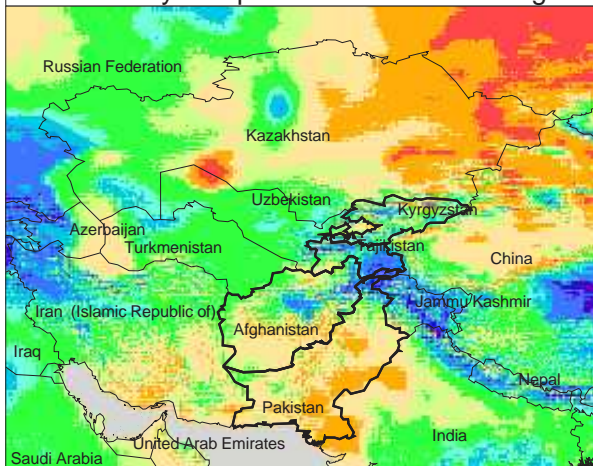 Russian Federation
Kazakhstan
Uzbekistan
Kyrgyzstan
Azerbaijan
Turkmenistan
Tajikistan
China
Iran (Islamic Republic of)
Jammu Kashmir
Afghanistan
Iraq
Nepal
Pakistan
United Arab Emirates
India
Saudi Arabia